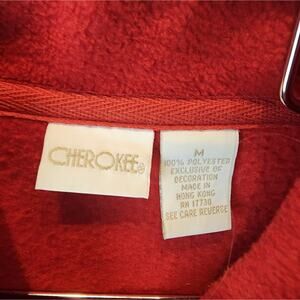 CHEROKEE®
M
100% POLYESTER
EXCLUSIVE OF
DECORATION
MADE IN
HONG KONG
RN 17730
SEE CARE REVERSE